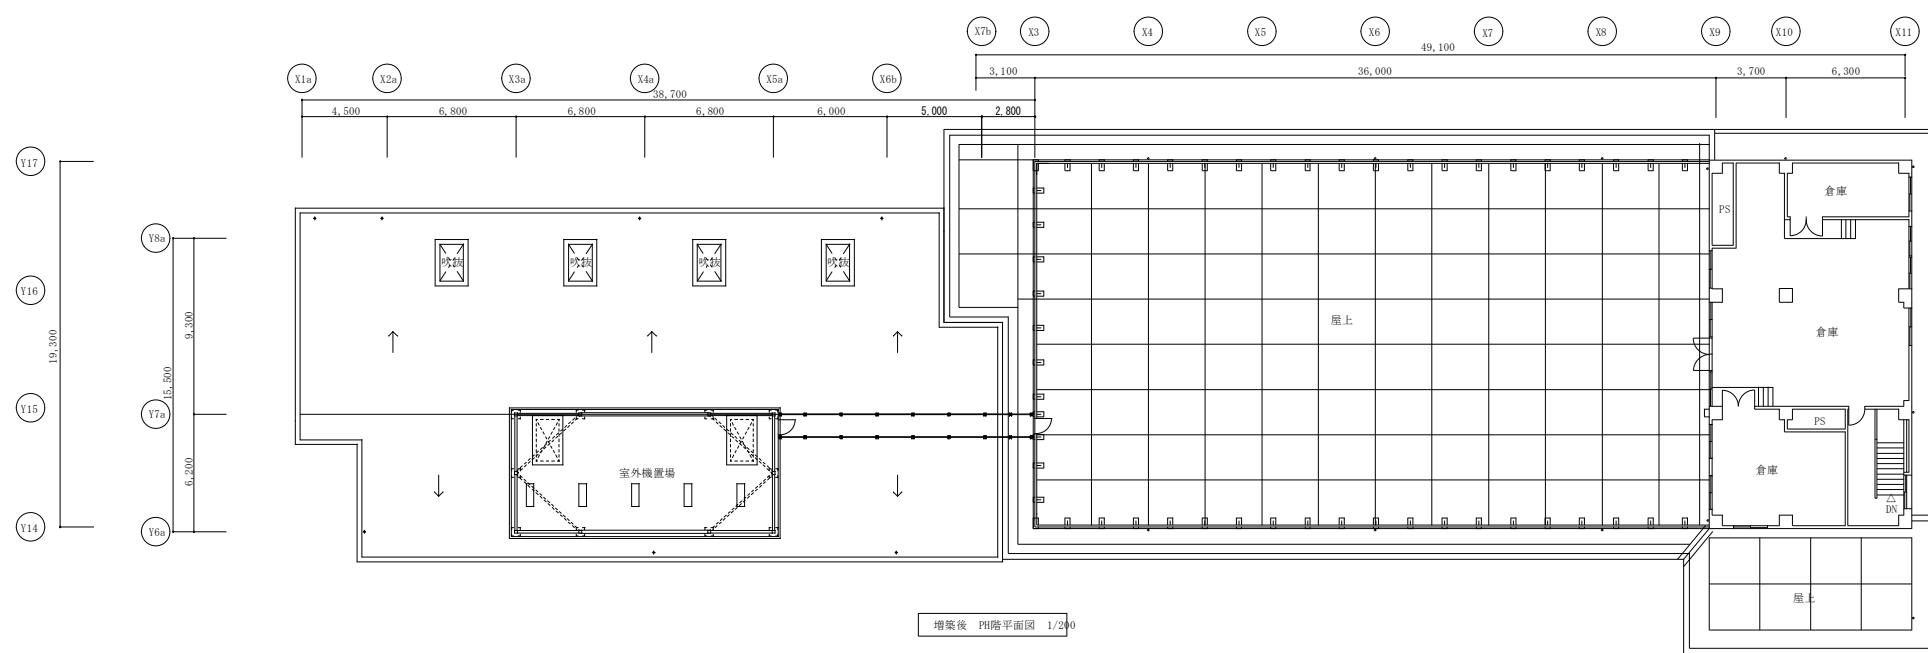 X7b X3 X4 X5 X6 X7 X8 X9 X10 X11
49,100
3,100 36,000 3,700 6,300
X1a X2a X3a X4a X5a X6b
38,700
4,500 6,800 6,800 6,800 6,000 5,000 2,800
Y17
Y8a
Y16
Y15
Y7a
Y14
Y6a
19,300
15,500
9,300
6,200
吹抜 吹抜 吹抜 吹抜
室外機置場
屋上
PS
倉庫
倉庫
PS
倉庫
DN
屋上
増築後 PH階平面図 1/200